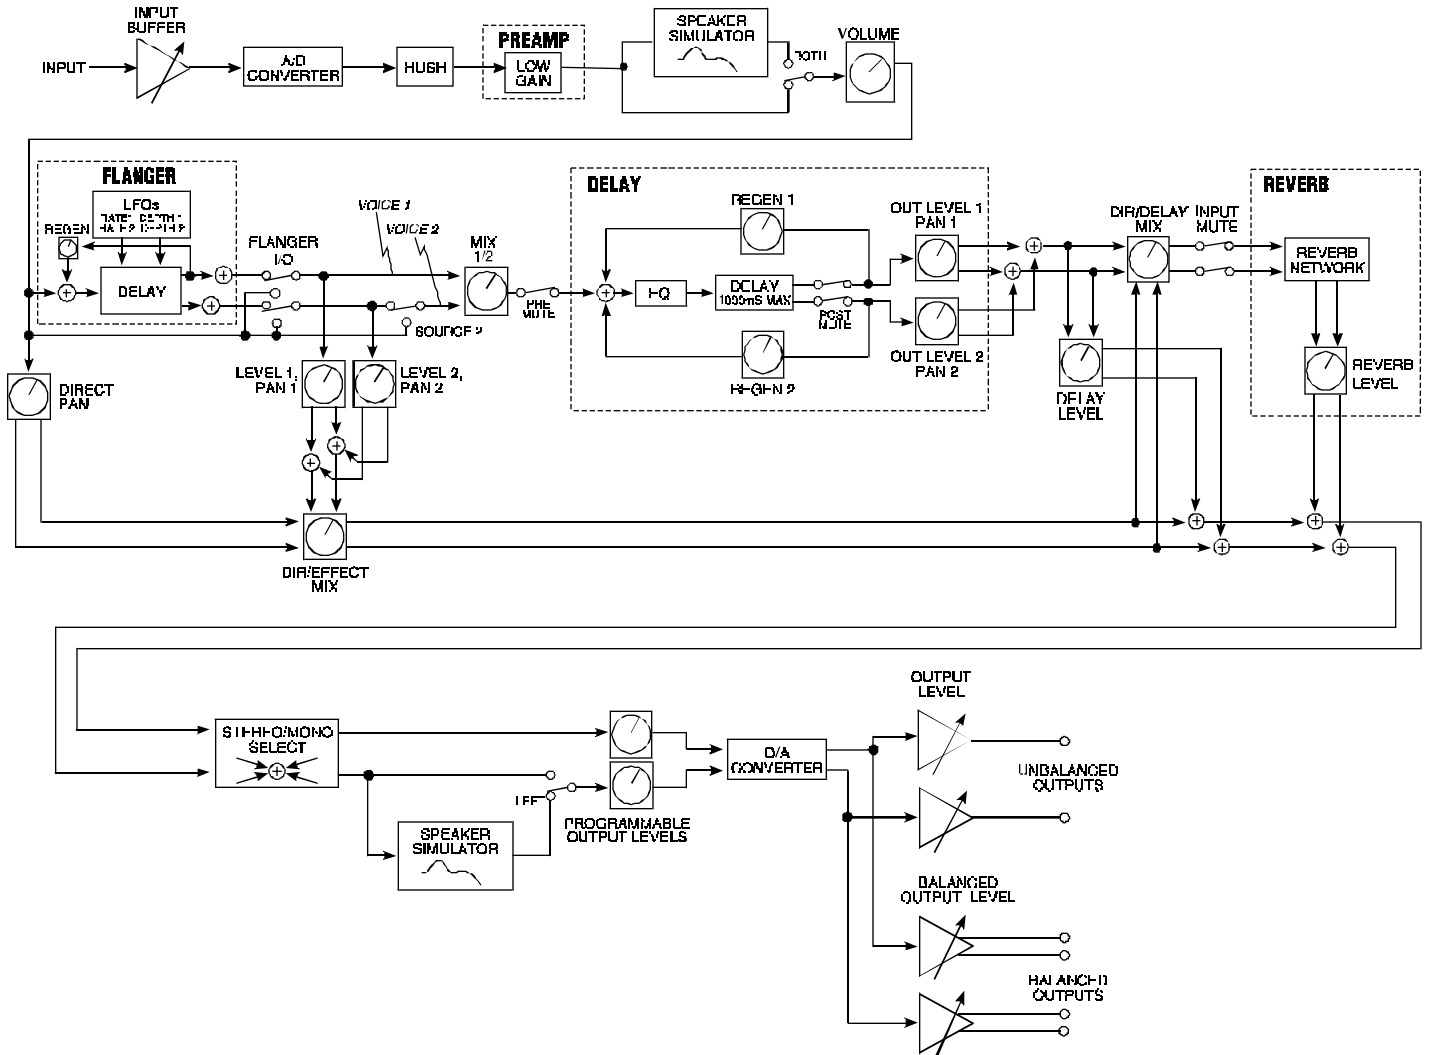 INPUT
BUFFER
INPUT
A/D
CONVERTER
HUSH
PREAMP
LOW
GAIN
SPEAKER
SIMULATOR
VOLUME
FLANGER
LFOs
REGEN
DELAY
FLANGER
I/O
VOICE 1
VOICE 2
MIX
1/2
PRE
MUTE
SOURCE 2
DIRECT
PAN
LEVEL 1,
PAN 1
LEVEL 2,
PAN 2
DIR/EFFECT
MIX
DELAY
REGEN 1
DELAY
1000mS MAX
POST
MUTE
REGEN 2
OUT LEVEL 1
PAN 1
OUT LEVEL 2
PAN 2
DIR/DELAY
MIX
INPUT
MUTE
DELAY
LEVEL
REVERB
REVERB
NETWORK
REVERB
LEVEL
STEREO/MONO
SELECT
SPEAKER
SIMULATOR
PROGRAMMABLE
OUTPUT LEVELS
D/A
CONVERTER
OUTPUT
LEVEL
UNBALANCED
OUTPUTS
BALANCED
OUTPUT LEVEL
BALANCED
OUTPUTS